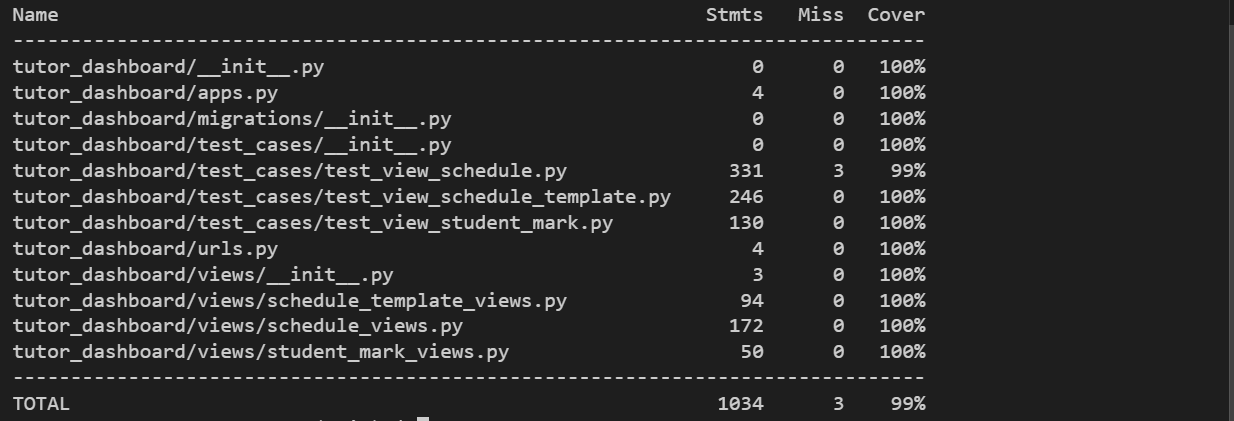 Name Stmts Miss Cover
--------------------------------------------------------------------------------
tutor_dashboard/__init__.py 0 0 100%
tutor_dashboard/apps.py 4 0 100%
tutor_dashboard/migrations/__init__.py 0 0 100%
tutor_dashboard/test_cases/__init__.py 0 0 100%
tutor_dashboard/test_cases/test_view_schedule.py 331 3 99%
tutor_dashboard/test_cases/test_view_schedule_template.py 246 0 100%
tutor_dashboard/test_cases/test_view_student_mark.py 130 0 100%
tutor_dashboard/urls.py 4 0 100%
tutor_dashboard/views/__init__.py 3 0 100%
tutor_dashboard/views/schedule_template_views.py 94 0 100%
tutor_dashboard/views/schedule_views.py 172 0 100%
tutor_dashboard/views/student_mark_views.py 50 0 100%
--------------------------------------------------------------------------------
TOTAL 1034 3 99%